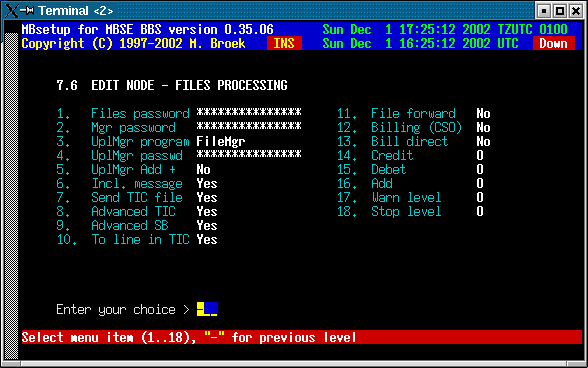 Terminal <2>
MBsetup for MBSE BBS version 0.35.06 Sun Dec 1 17:25:12 2002 TZUTC 0100
Copyright (C) 1997-2002 M. Broek INS Sun Dec 1 16:25:12 2002 UTC Down
7.6 EDIT NODE - FILES PROCESSING
1. Files password ***************
2. Mgr password ***************
3. UplMgr program FileMgr
4. UplMgr passwd ***************
5. UplMgr Add + No
6. Incl. message Yes
7. Send TIC file Yes
8. Advanced TIC Yes
9. Advanced SB Yes
10. To line in TIC Yes
11. File forward No
12. Billing (CSO) No
13. Bill direct No
14. Credit 0
15. Debet 0
16. Add 0
17. Warn level 0
18. Stop level 0
Enter your choice > -
Select menu item (1..18), "-" for previous level